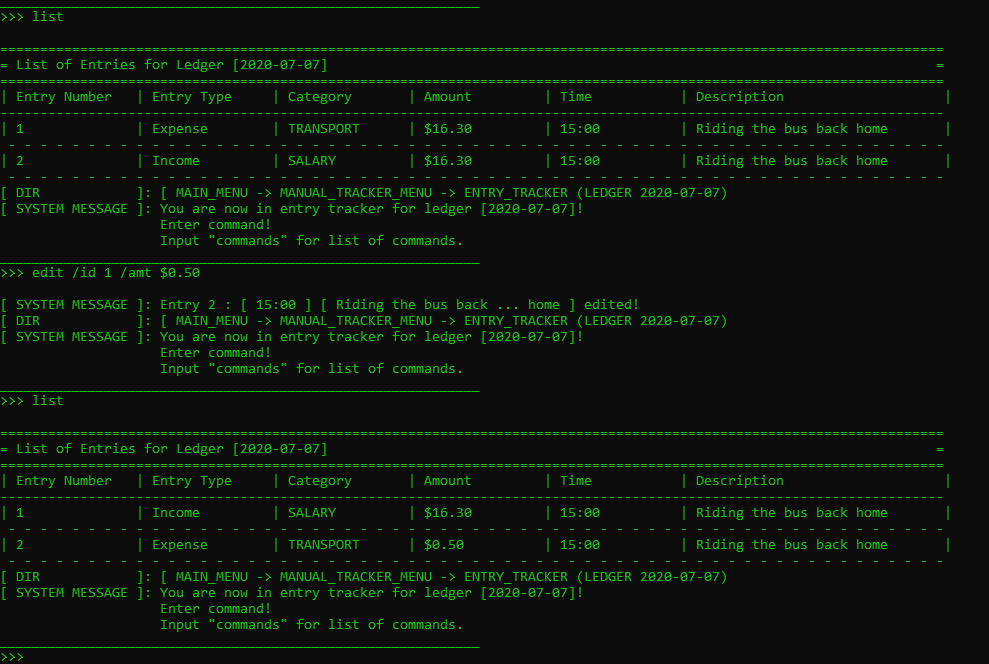 >>> list
================================================================================
= List of Entries for Ledger [2020-07-07] =
================================================================================
| Entry Number | Entry Type | Category | Amount | Time | Description |
--------------------------------------------------------------------------------
| 1 | Expense | TRANSPORT | $16.30 | 15:00 | Riding the bus back home |
- - - - - - - - - - - - - - - - - - - - - - - - - - - - - - - - - - - - - - - -
| 2 | Income | SALARY | $16.30 | 15:00 | Riding the bus back home |
- - - - - - - - - - - - - - - - - - - - - - - - - - - - - - - - - - - - - - - -
[ DIR ]: [ MAIN_MENU -> MANUAL_TRACKER_MENU -> ENTRY_TRACKER (LEDGER 2020-07-07)
[ SYSTEM MESSAGE ]: You are now in entry tracker for ledger [2020-07-07]!
Enter command!
Input "commands" for list of commands.
____________________________________________________________
>>> edit /id 1 /amt $0.50
[ SYSTEM MESSAGE ]: Entry 2 : [ 15:00 ] [ Riding the bus back ... home ] edited!
[ DIR ]: [ MAIN_MENU -> MANUAL_TRACKER_MENU -> ENTRY_TRACKER (LEDGER 2020-07-07)
[ SYSTEM MESSAGE ]: You are now in entry tracker for ledger [2020-07-07]!
Enter command!
Input "commands" for list of commands.
____________________________________________________________
>>> list
================================================================================
= List of Entries for Ledger [2020-07-07] =
================================================================================
| Entry Number | Entry Type | Category | Amount | Time | Description |
--------------------------------------------------------------------------------
| 1 | Income | SALARY | $16.30 | 15:00 | Riding the bus back home |
- - - - - - - - - - - - - - - - - - - - - - - - - - - - - - - - - - - - - - - -
| 2 | Expense | TRANSPORT | $0.50 | 15:00 | Riding the bus back home |
- - - - - - - - - - - - - - - - - - - - - - - - - - - - - - - - - - - - - - - -
[ DIR ]: [ MAIN_MENU -> MANUAL_TRACKER_MENU -> ENTRY_TRACKER (LEDGER 2020-07-07)
[ SYSTEM MESSAGE ]: You are now in entry tracker for ledger [2020-07-07]!
Enter command!
Input "commands" for list of commands.
____________________________________________________________
>>>